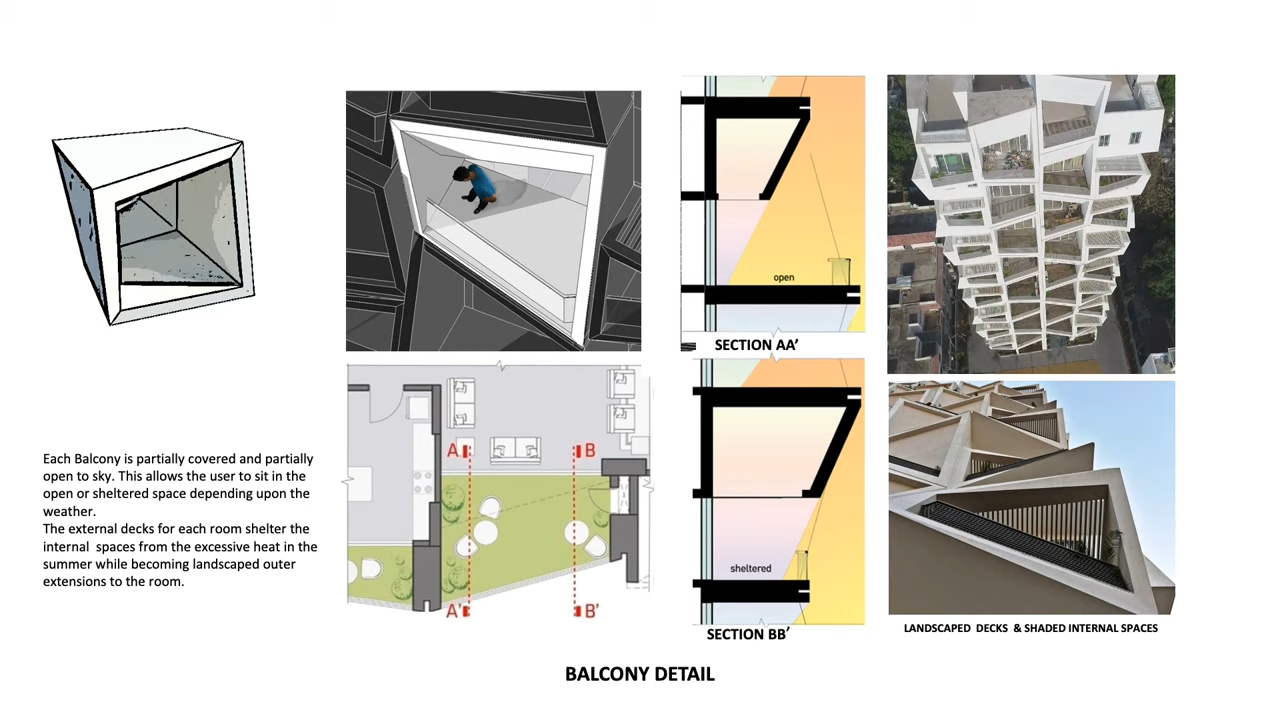 Each Balcony is partially covered and partially
open to sky. This allows the user to sit in the
open or sheltered space depending upon the
weather.
The external decks for each room shelter the
internal spaces from the excessive heat in the
summer while becoming landscaped outer
extensions to the room.
A B
A’ B’
open
SECTION AA’
sheltered
SECTION BB’
LANDSCAPED DECKS & SHADED INTERNAL SPACES
BALCONY DETAIL